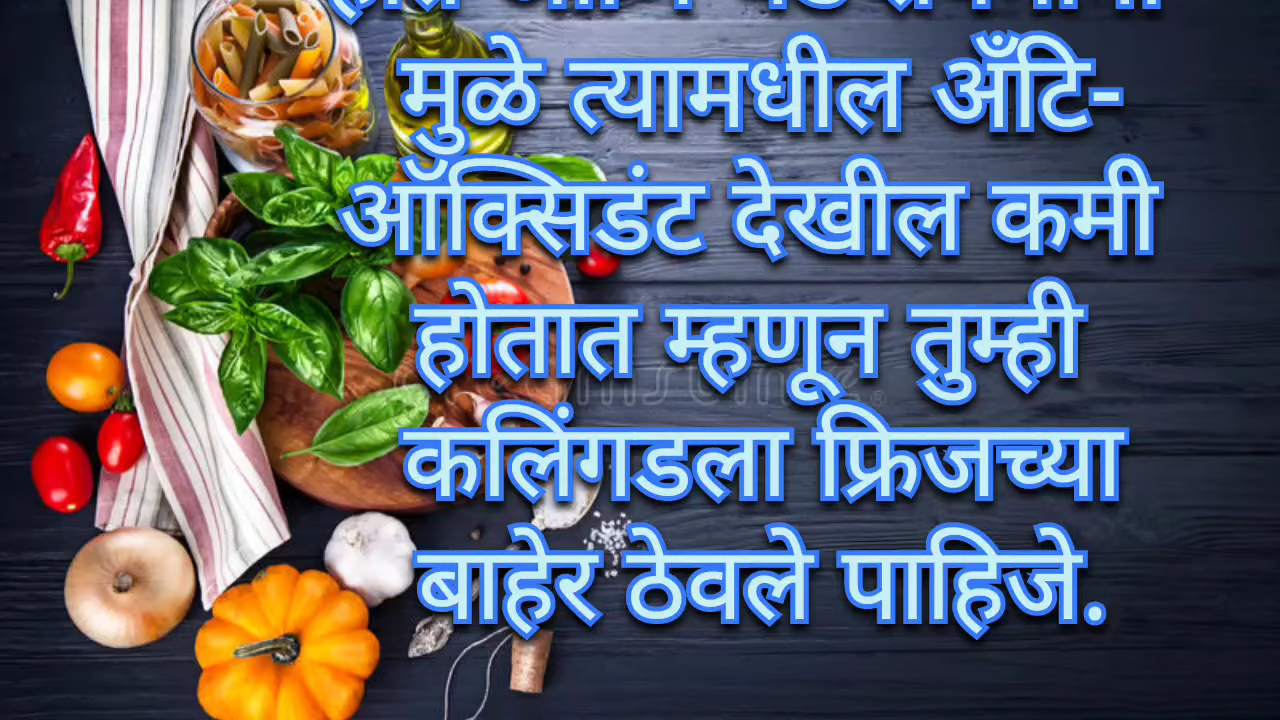 मुळे त्यामधील अँटि-
ऑक्सिडंट देखील कमी
होतात म्हणून तुम्ही
कलिंगडला फ्रिजच्या
बाहेर ठेवले पाहिजे.